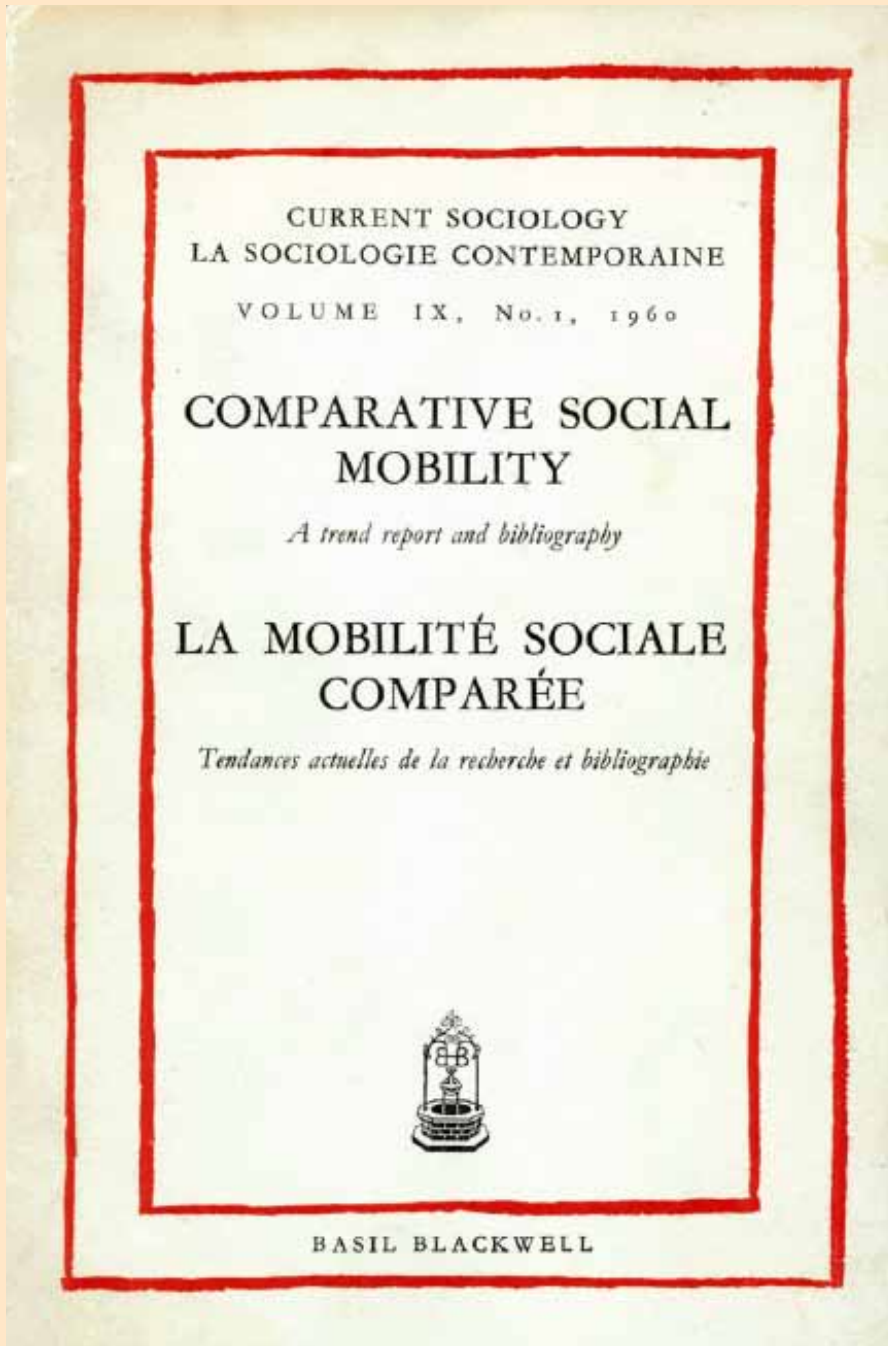 CURRENT SOCIOLOGY
LA SOCIOLOGIE CONTEMPORAINE
VOLUME IX, No. 1, 1960
COMPARATIVE SOCIAL
MOBILITY
A trend report and bibliography
LA MOBILITÉ SOCIALE
COMPARÉE
Tendances actuelles de la recherche et bibliographie
BHB
BASIL BLACKWELL